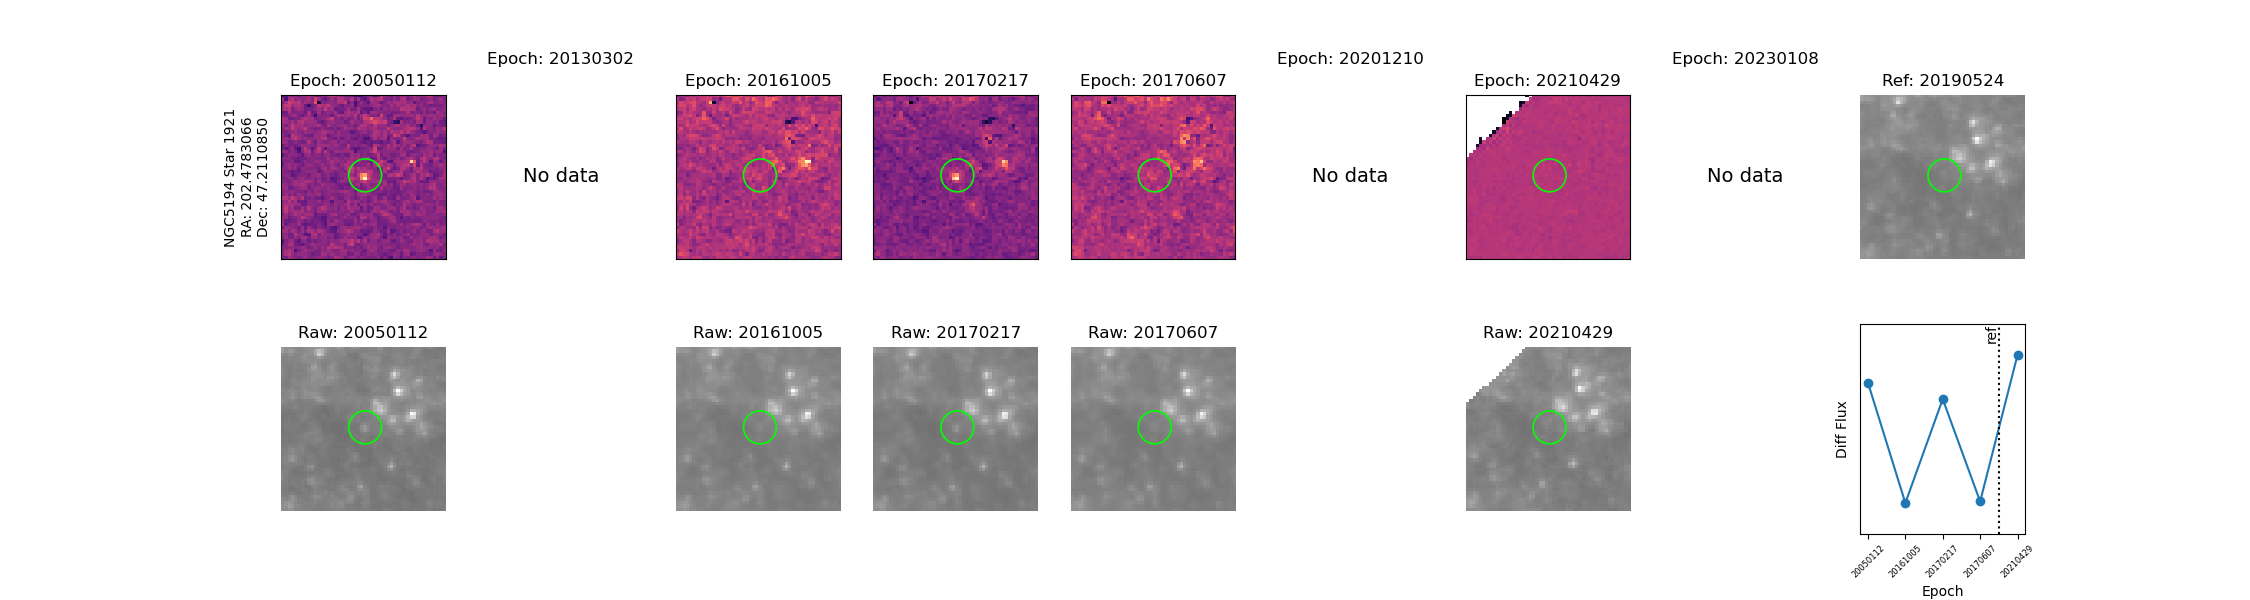 Epoch: 20130302
Epoch: 20201210
Epoch: 20230108
Epoch: 20050112
Epoch: 20161005
Epoch: 20170217
Epoch: 20170607
Epoch: 20210429
Ref: 20190524
NGC5194 Star 1921
RA: 202.4783066
Dec: 47.2110850
No data
No data
No data
Raw: 20050112
Raw: 20161005
Raw: 20170217
Raw: 20170607
Raw: 20210429
ref
Diff Flux
20050112
20161005
20170217
20170607
20210429
Epoch